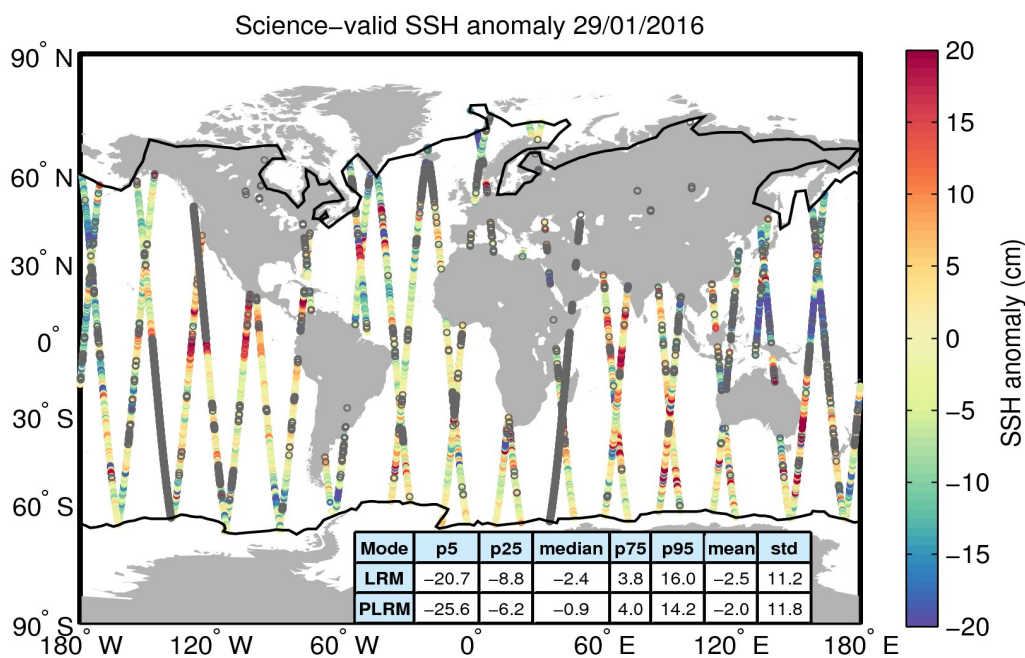 Science−valid SSH anomaly 29/01/2016
90° N
60° N
30° N
0°
30° S
60° S
90° S
180° W
120° W
60° W
0°
60° E
120° E
180° E
Mode p5 p25 median p75 p95 mean std
LRM −20.7 −8.8 −2.4 3.8 16.0 −2.5 11.2
PLRM −25.6 −6.2 −0.9 4.0 14.2 −2.0 11.8
20
15
10
5
0
−5
−10
−15
−20
SSH anomaly (cm)